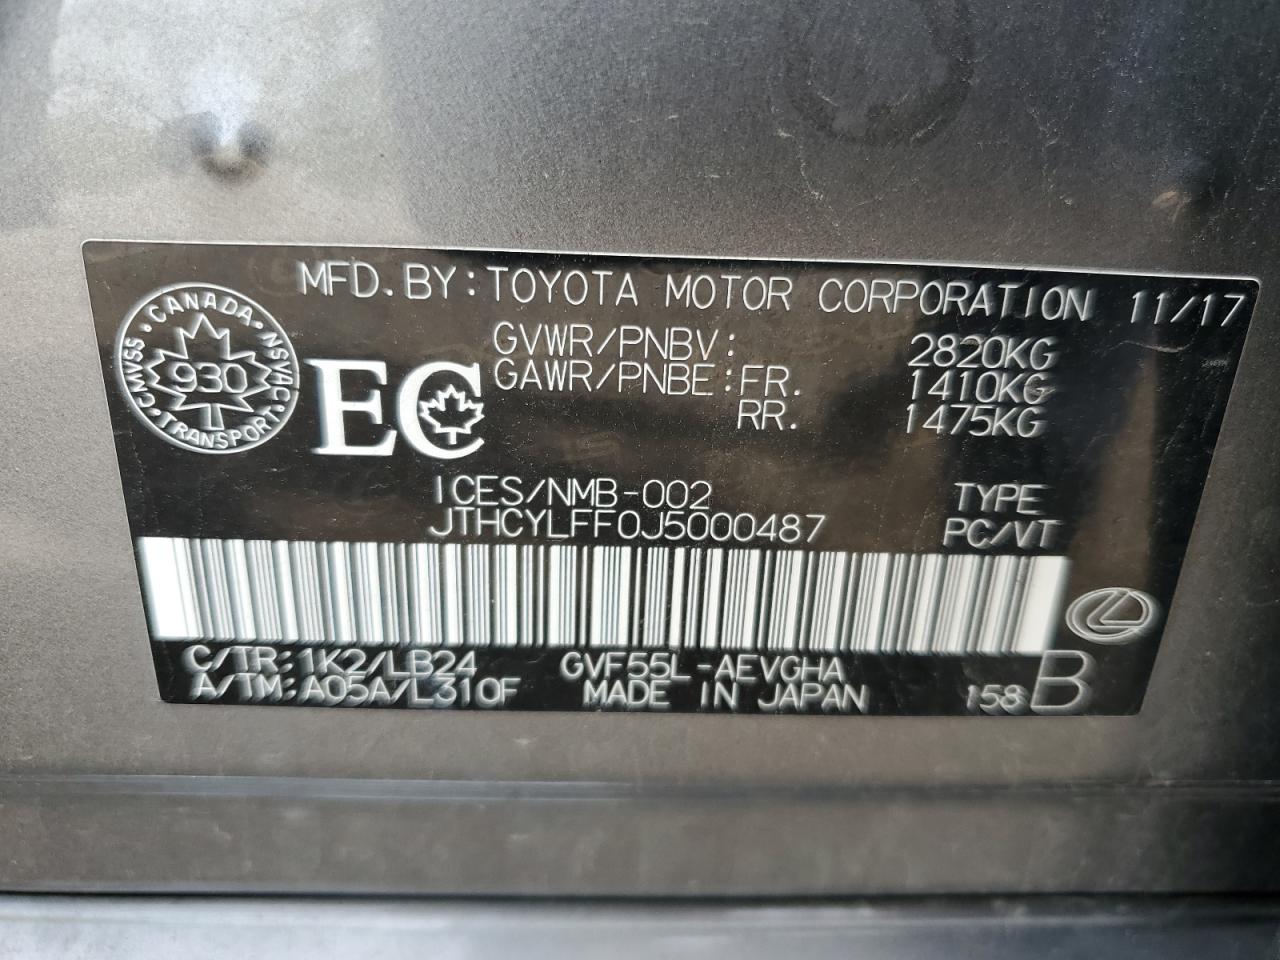 MFD.BY:TOYOTA MOTOR CORPORATION 11/17
CMVSS·CANADA·NSVAC
930
TRANSPORT
EC
GVWR/PNBV: 2820KG
GAWR/PNBE:FR. 1410KG
RR. 1475KG
ICES/NMB-002
TYPE
JTHCYLFF0J5000487
PC/VT
C/TR:1K2/LB24 GVF55L-AEVGHA
A/TM:A05A/L310F MADE IN JAPAN 158 B